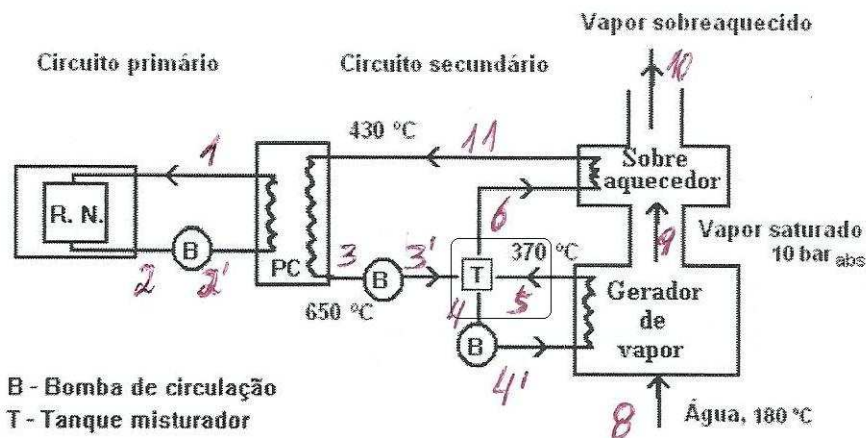 Vapor sobreaquecido
Circuito primário
Circuito secundário
10
430 °C
11
1
Sobre
aquecedor
R. N.
B
PC
6
9
Vapor saturado
10 bar abs
370 °C
3
3'
T
2
2'
B
4
5
650 °C
Gerador
de
vapor
B
4'
B - Bomba de circulação
T - Tanque misturador
8
Água, 180 °C